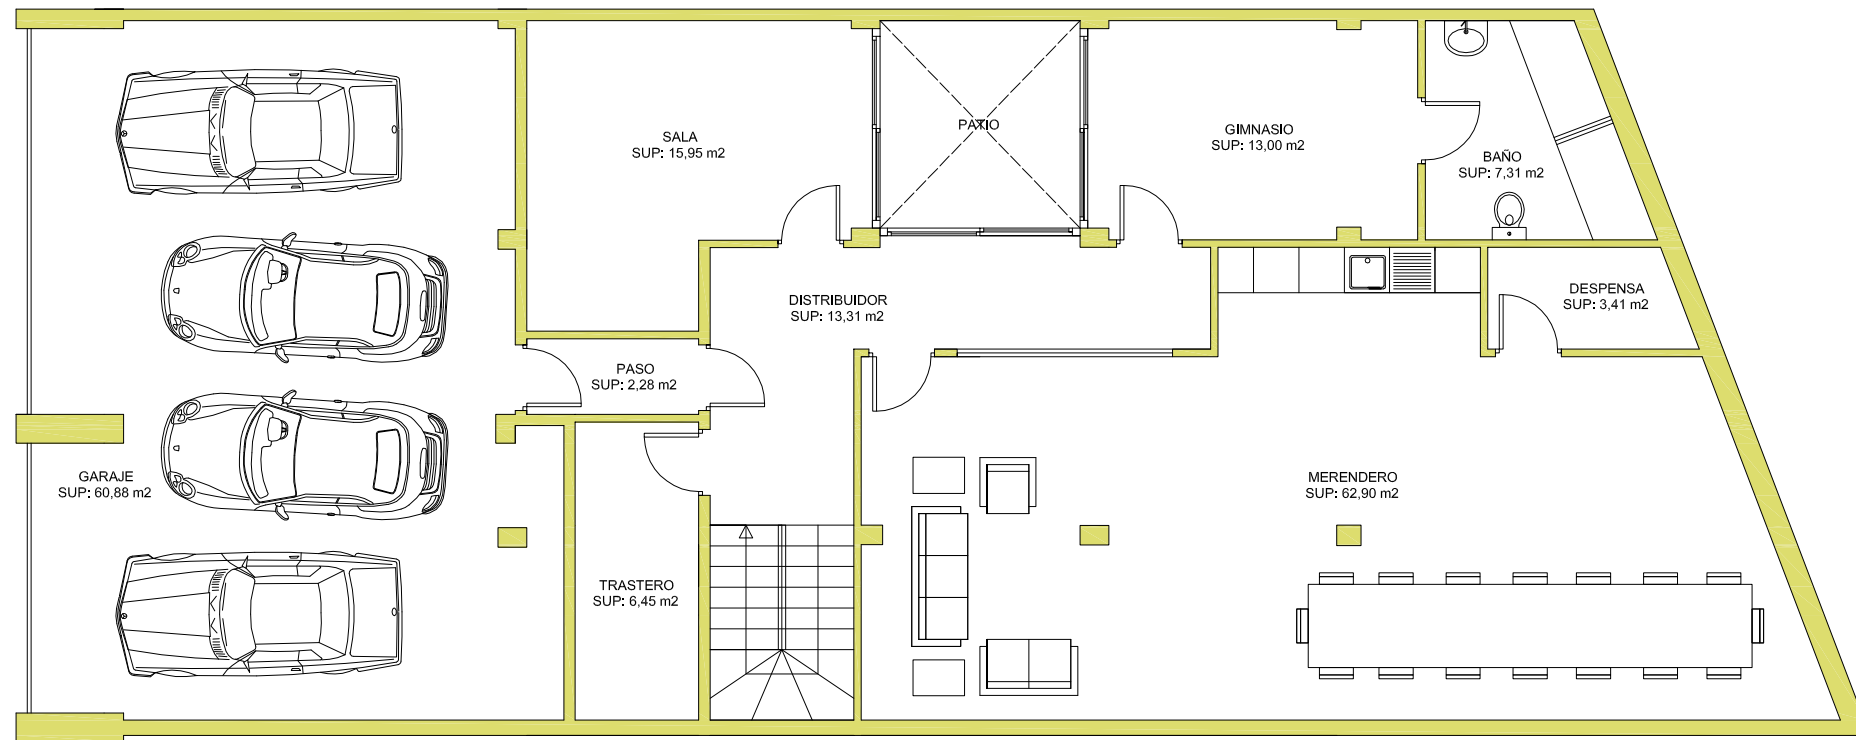 SALA
SUP: 15,95 m2
PATIO
GIMNASIO
SUP: 13,00 m2
BAÑO
SUP: 7,31 m2
DISTRIBUIDOR
SUP: 13,31 m2
DESPENSA
SUP: 3,41 m2
PASO
SUP: 2,28 m2
GARAJE
SUP: 60,88 m2
MERENDERO
SUP: 62,90 m2
TRASTERO
SUP: 6,45 m2